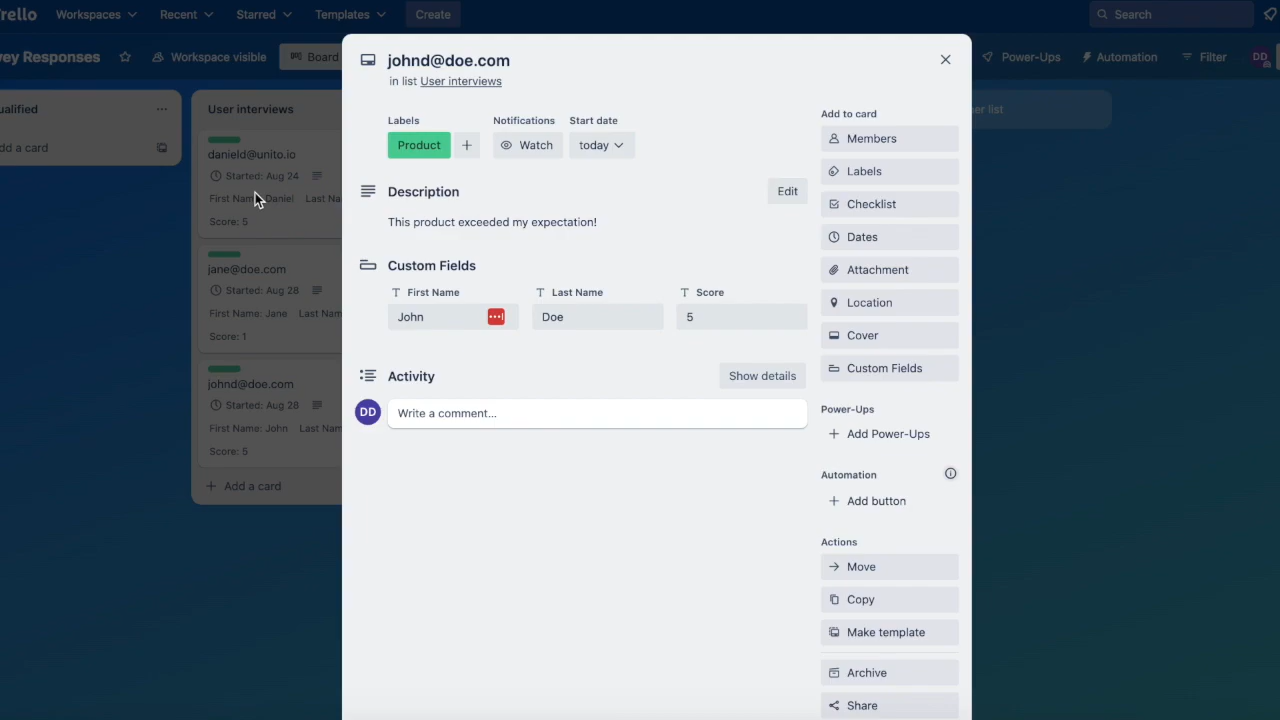 rello Workspaces Recent Starred Templates Create Search
vey Responses Workspace visible Board Power-Ups Automation Filter DD
ualified
dd a card
User interviews
danield@unito.io
Started: Aug 24
First Nam Daniel Last Na
Score: 5
jane@doe.com
Started: Aug 28
First Name: Jane Last Nam
Score: 1
johnd@doe.com
Started: Aug 28
First Name: John Last Nam
Score: 5
+ Add a card
johnd@doe.com
in list User interviews
Labels Notifications Start date
Product + Watch today
Description Edit
This product exceeded my expectation!
Custom Fields
First Name Last Name Score
John Doe 5
Activity Show details
DD Write a comment...
Add to card
Members
Labels
Checklist
Dates
Attachment
Location
Cover
Custom Fields
Power-Ups
+ Add Power-Ups
Automation
+ Add button
Actions
Move
Copy
Make template
Archive
Share
er list